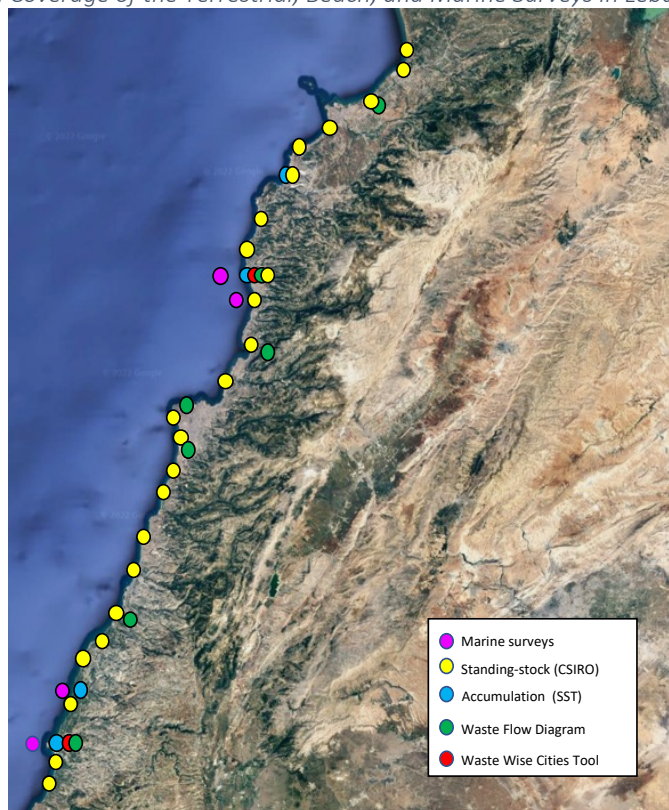 Coverage of the Terrestrial, Beach, and Marine Surveys in Leba
Marine surveys
Standing-stock (CSIRO)
Accumulation (SST)
Waste Flow Diagram
Waste Wise Cities Tool